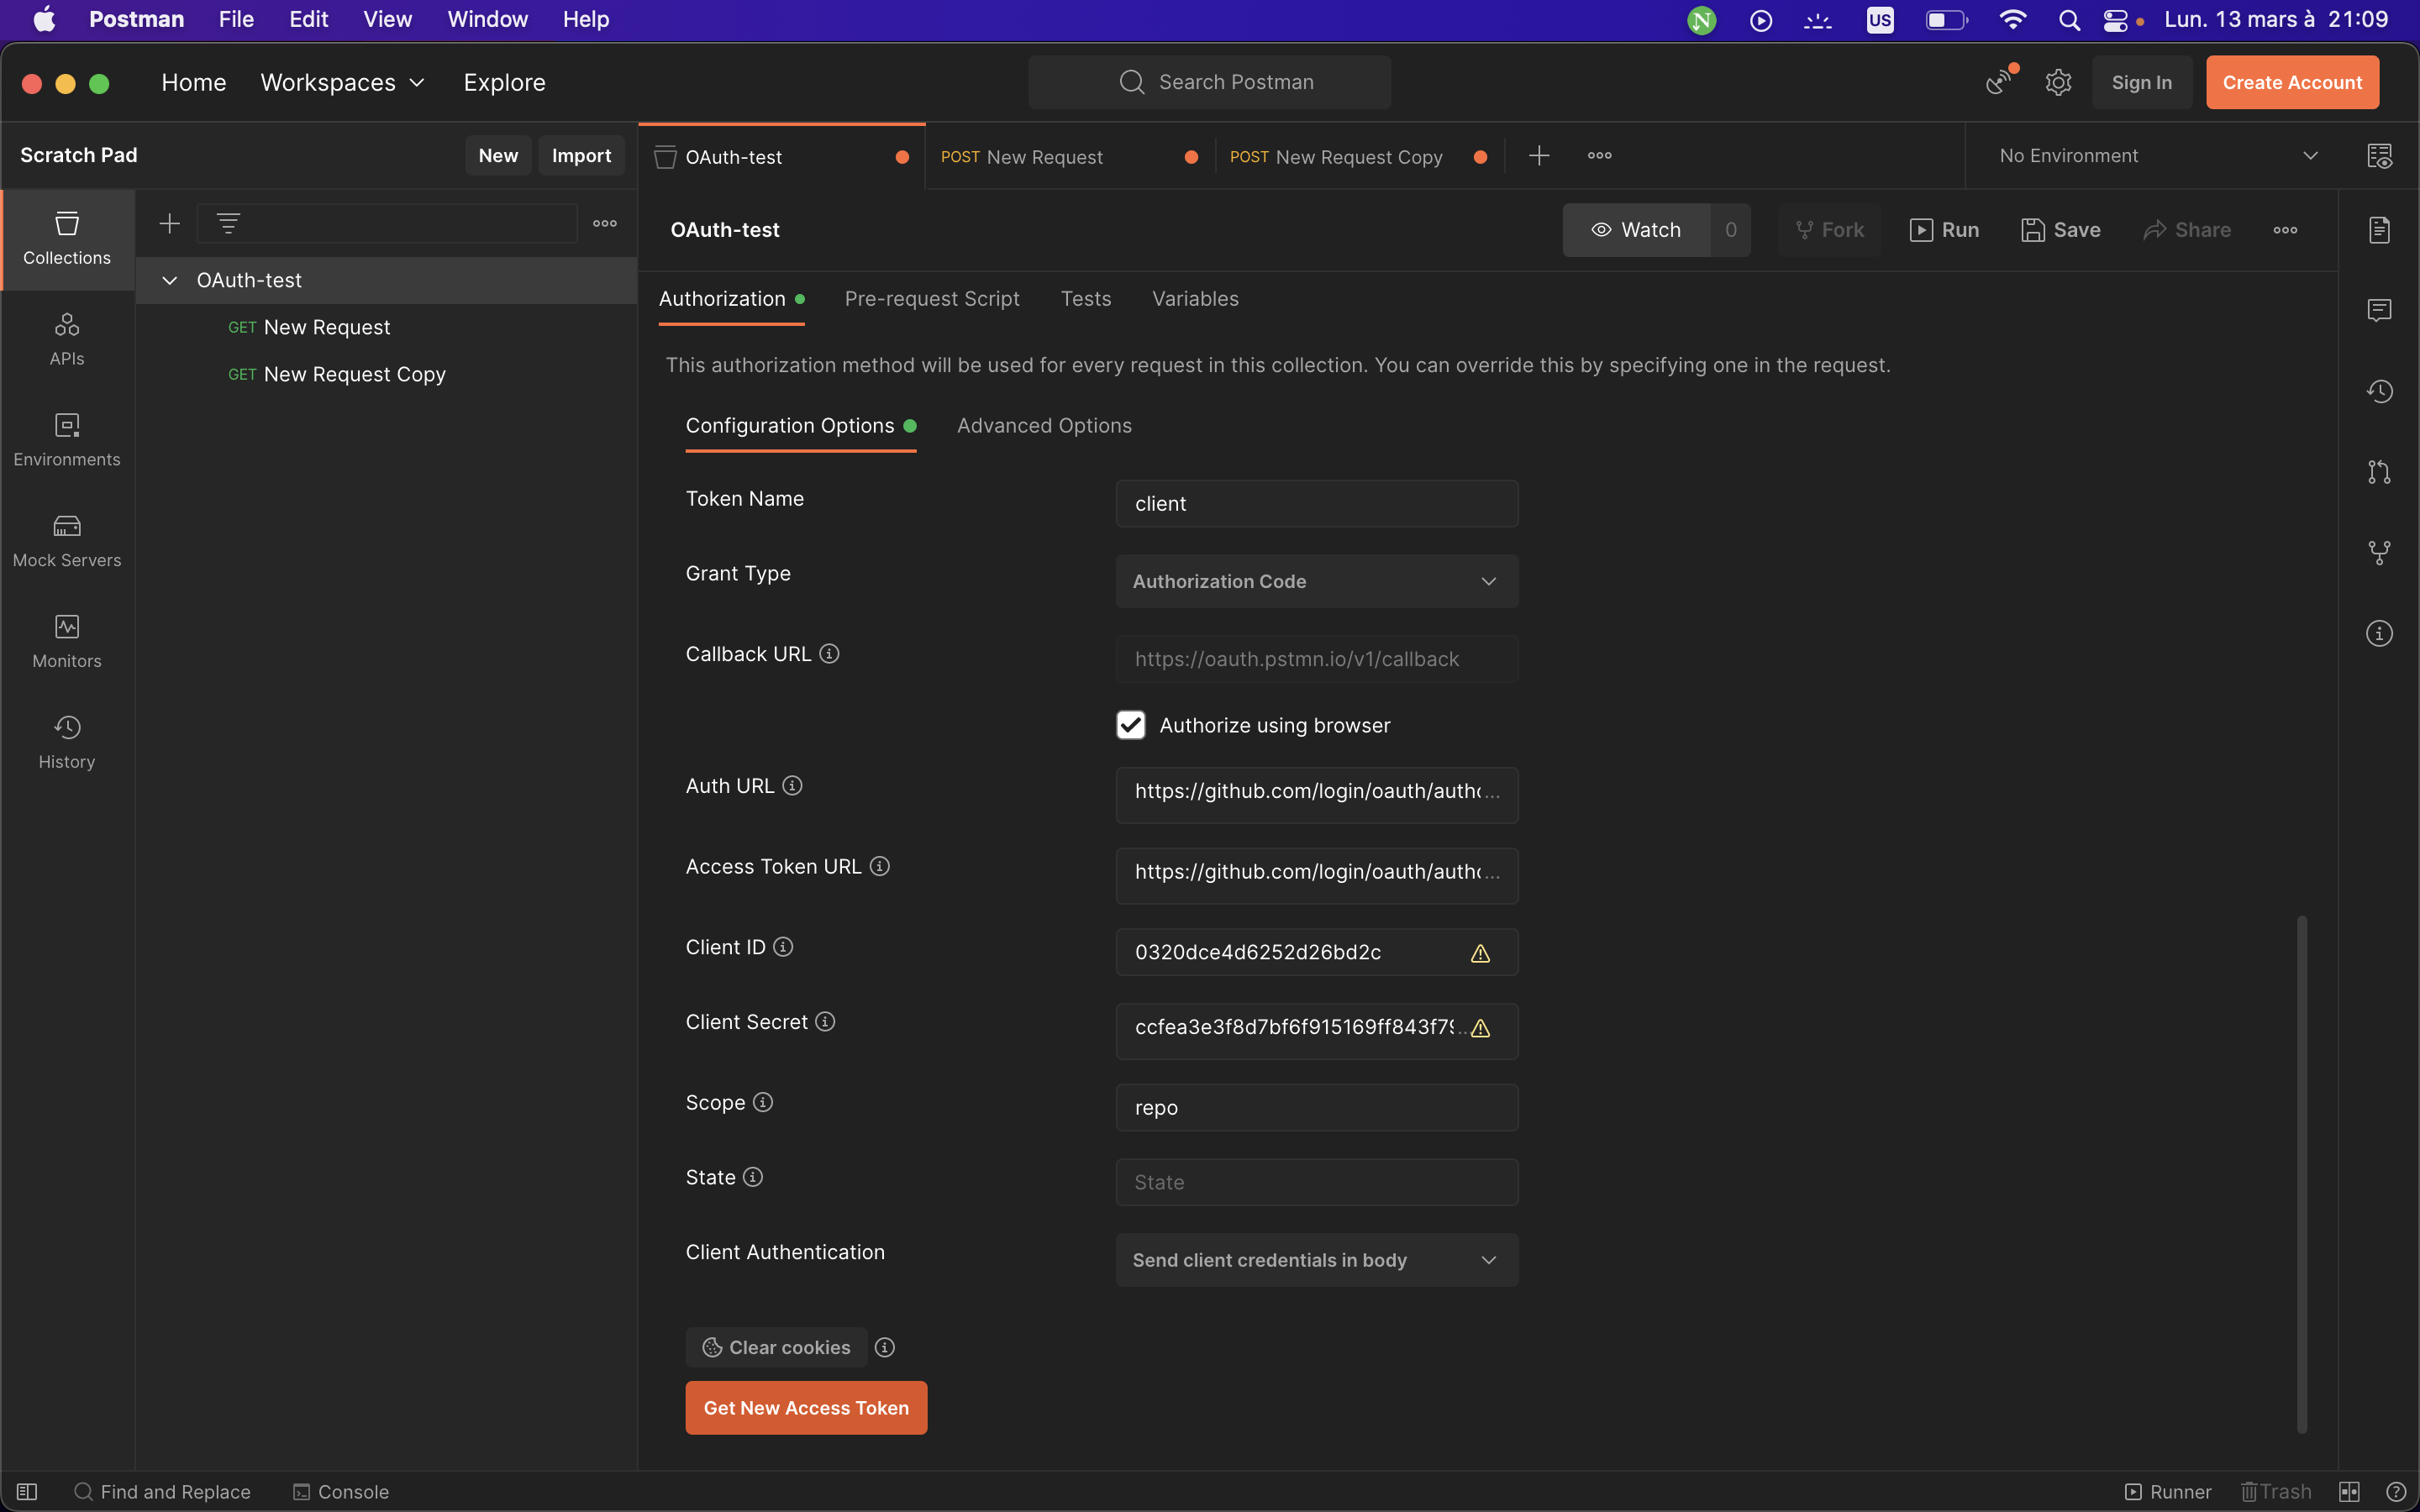 Postman File Edit View Window Help N US Lun. 13 mars à 21:09
Home Workspaces Explore Search Postman Sign In Create Account
Scratch Pad New Import OAuth-test POST New Request POST New Request Copy No Environment
OAuth-test Watch 0 Fork Run Save Share
Collections
APIs
Environments
Mock Servers
Monitors
History
OAuth-test
GET New Request
GET New Request Copy
Authorization Pre-request Script Tests Variables
This authorization method will be used for every request in this collection. You can override this by specifying one in the request.
Configuration Options Advanced Options
Token Name client
Grant Type Authorization Code
Callback URL https://oauth.pstmn.io/v1/callback
Authorize using browser
Auth URL https://github.com/login/oauth/autho...
Access Token URL https://github.com/login/oauth/autho...
Client ID 0320dce4d6252d26bd2c
Client Secret ccfea3e3f8d7bf6f915169ff843f79...
Scope repo
State State
Client Authentication Send client credentials in body
Clear cookies
Get New Access Token
Find and Replace Console Runner Trash